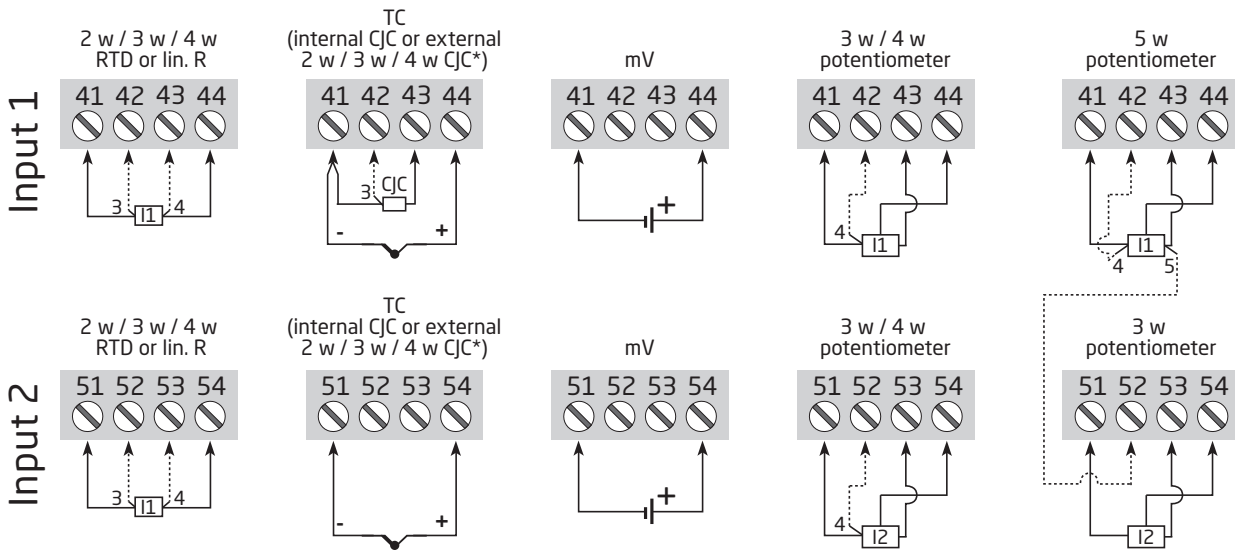 Input 1
2 w / 3 w / 4 w
RTD or lin. R
41 42 43 44
3 I1 4
TC
(internal CJC or external
2 w / 3 w / 4 w CJC*)
41 42 43 44
3 CJC
- +
mV
41 42 43 44
+
3 w / 4 w
potentiometer
41 42 43 44
4 I1
5 w
potentiometer
41 42 43 44
4 I1 5
Input 2
2 w / 3 w / 4 w
RTD or lin. R
51 52 53 54
3 I1 4
TC
(internal CJC or external
2 w / 3 w / 4 w CJC*)
51 52 53 54
- +
mV
51 52 53 54
+
3 w / 4 w
potentiometer
51 52 53 54
4 I2
3 w
potentiometer
51 52 53 54
I2